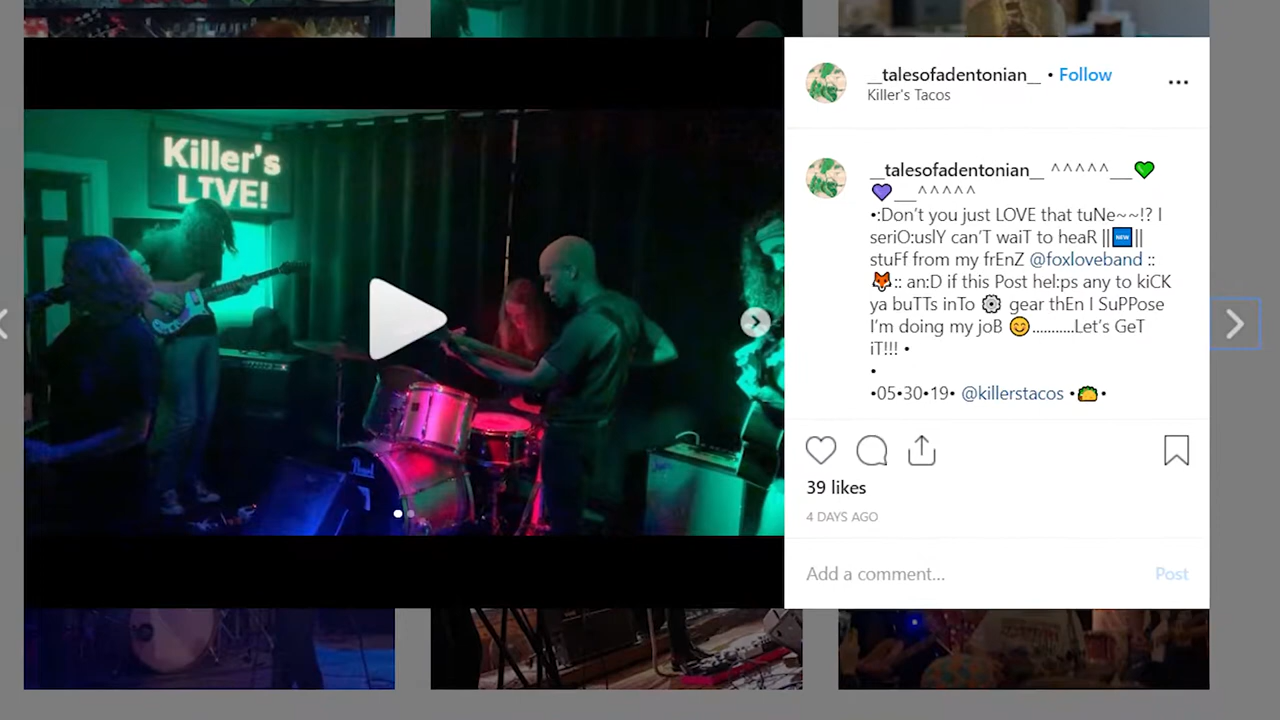 Killer's
LIVE!
Pearl
__talesofadentonian__ • Follow
Killer's Tacos
__talesofadentonian__ ^^^^^__💚
💜__^^^^^
•:Don't you just LOVE that tuNe~~!? I
seriO:uslY can'T waiT to heaR ||🆕||
stuFf from my frEnZ @foxloveband ::
🦊:: an:D if this Post hel:ps any to kiCK
ya buTTs inTo ⚙️ gear thEn I SuPPose
I'm doing my joB 😊...........Let's GeT
iT!!! •
•
•05•30•19• @killerstacos •🌮•
39 likes
4 DAYS AGO
Add a comment...
Post